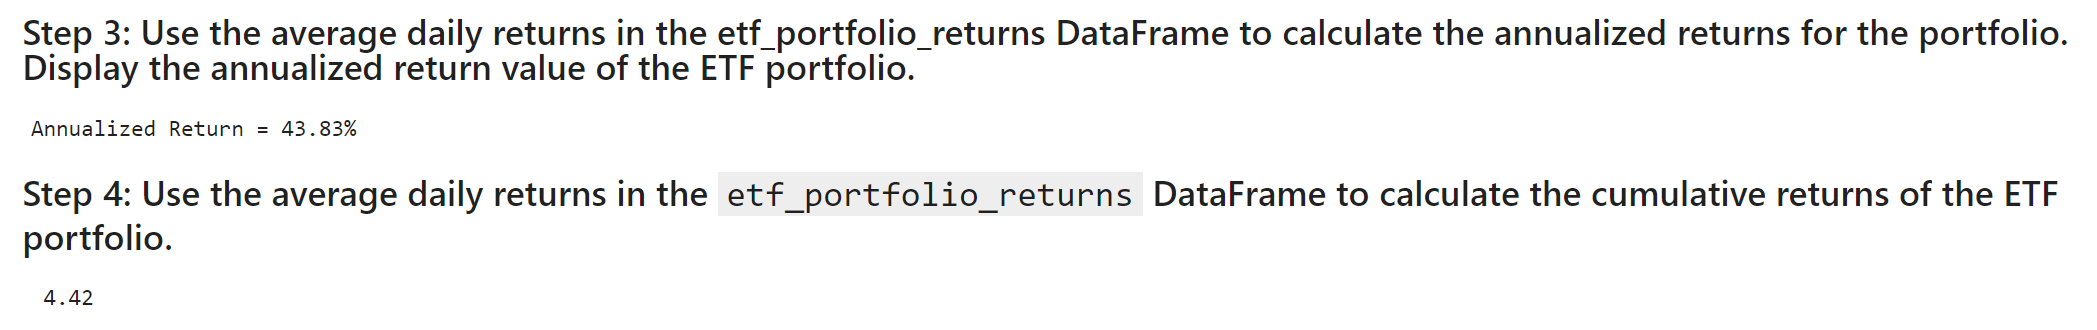 Step 3: Use the average daily returns in the etf_portfolio_returns DataFrame to calculate the annualized returns for the portfolio.
Display the annualized return value of the ETF portfolio.
Annualized Return = 43.83%
Step 4: Use the average daily returns in the etf_portfolio_returns DataFrame to calculate the cumulative returns of the ETF
portfolio.
4.42